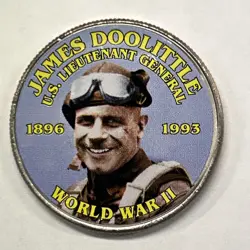 JAMES DOOLITTLE
U.S. LIEUTENANT GENERAL
1896 1993
WORLD WAR II